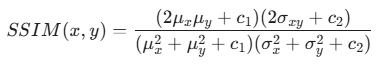 SSIM(x, y) = \frac{(2\mu_x\mu_y + c_1)(2\sigma_{xy} + c_2)}{(\mu_x^2 + \mu_y^2 + c_1)(\sigma_x^2 + \sigma_y^2 + c_2)}